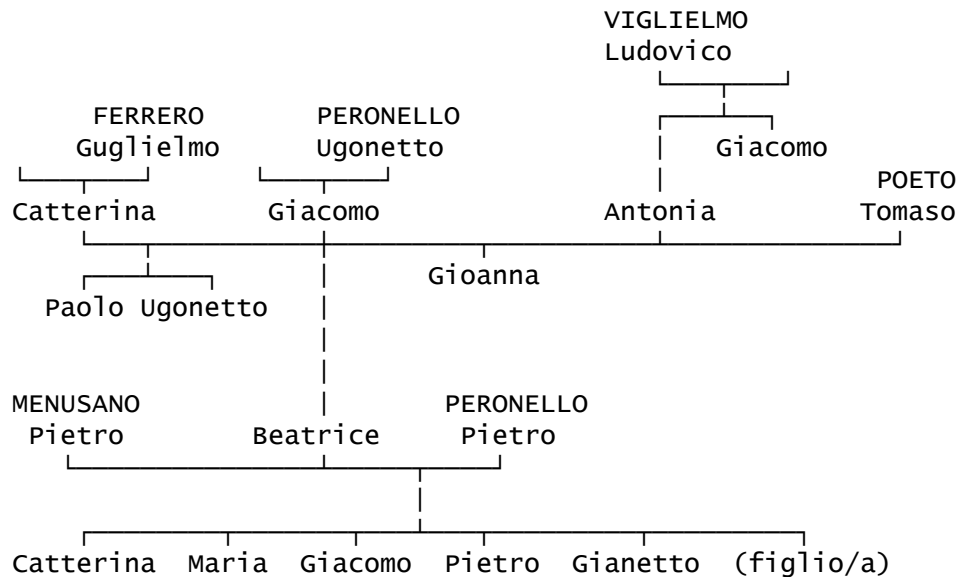 VIGLIELMO
Ludovico
FERRERO PERONELLO
Guglielmo Ugonetto Giacomo
POETO
Catterina Giacomo Antonia Tomaso
Gioanna
Paolo Ugonetto
MENUSANO PERONELLO
Pietro Beatrice Pietro
Catterina Maria Giacomo Pietro Gianetto (figlio/a)